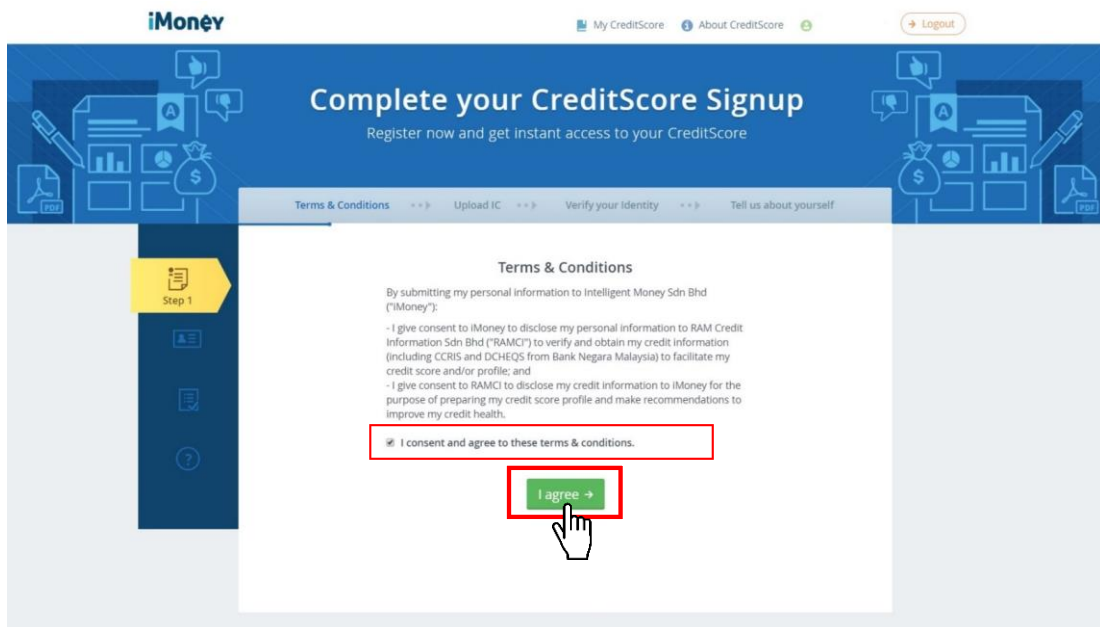 iMoney
My CreditScore
About CreditScore
Logout
Complete your CreditScore Signup
Register now and get instant access to your CreditScore
A
$
PDF
A
$
PDF
Terms & Conditions
Upload IC
Verify your Identity
Tell us about yourself
Step 1
Terms & Conditions
By submitting my personal information to Intelligent Money Sdn Bhd
("iMoney"):
- I give consent to iMoney to disclose my personal information to RAM Credit
Information Sdn Bhd ("RAMCI") to verify and obtain my credit information
(including CCRIS and DCHEQS from Bank Negara Malaysia) to facilitate my
credit score and/or profile; and
- I give consent to RAMCI to disclose my credit information to iMoney for the
purpose of preparing my credit score profile and make recommendations to
improve my credit health.
I consent and agree to these terms & conditions.
I agree →